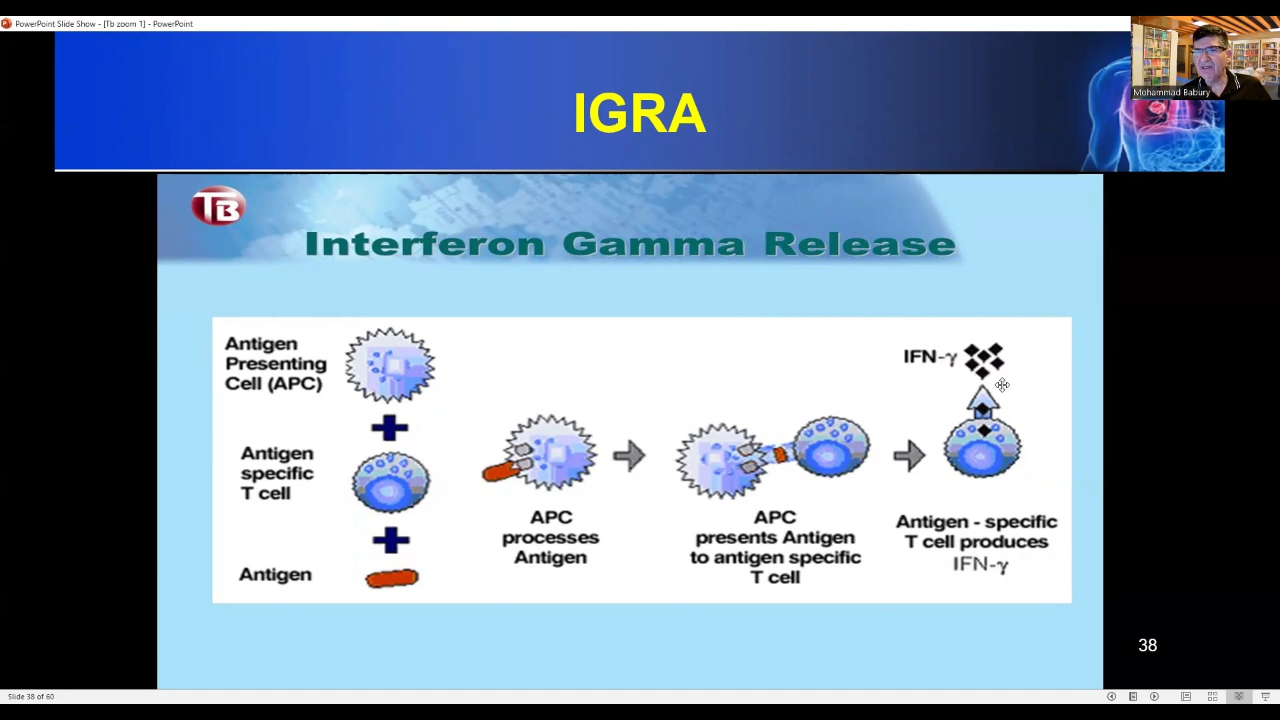 PowerPoint Slide Show - [Tb zoom 1] - PowerPoint
Mohammad Babury
IGRA
TB
Interferon Gamma Release
Antigen
Presenting
Cell (APC)
Antigen
specific
T cell
Antigen
APC
processes
Antigen
APC
presents Antigen
to antigen specific
T cell
IFN-γ
Antigen - specific
T cell produces
IFN-γ
38
Slide 38 of 60